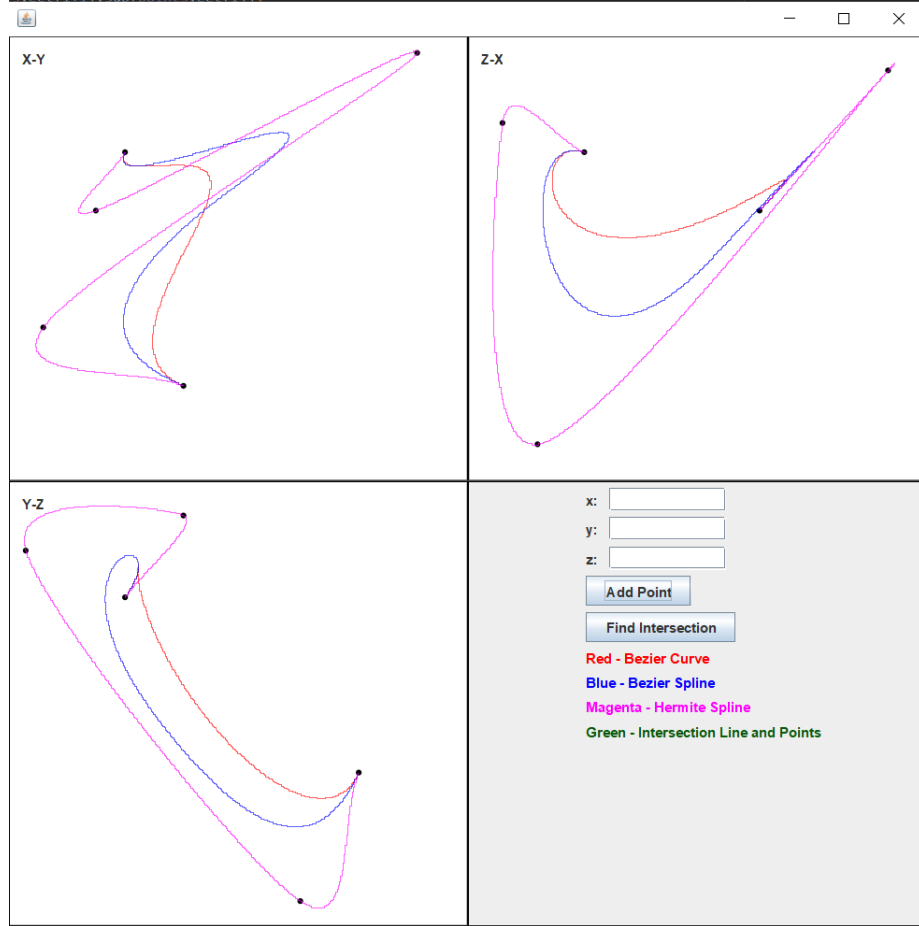 X-Y
Z-X
Y-Z
x:
y:
z:
Add Point
Find Intersection
Red - Bezier Curve
Blue - Bezier Spline
Magenta - Hermite Spline
Green - Intersection Line and Points